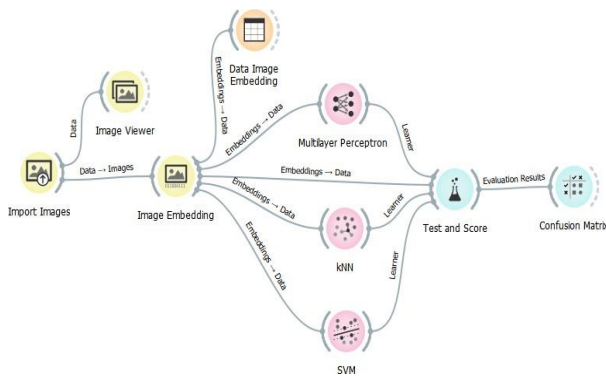 Data Image
Embedding
Embeddings → Data
Image Viewer
Data
Embeddings → Data
Multilayer Perceptron
Learner
Import Images
Data → Images
Image Embedding
Embeddings → Data
Test and Score
Evaluation Results
Confusion Matrix
Embeddings → Data
kNN
Learner
Embeddings → Data
SVM
Learner